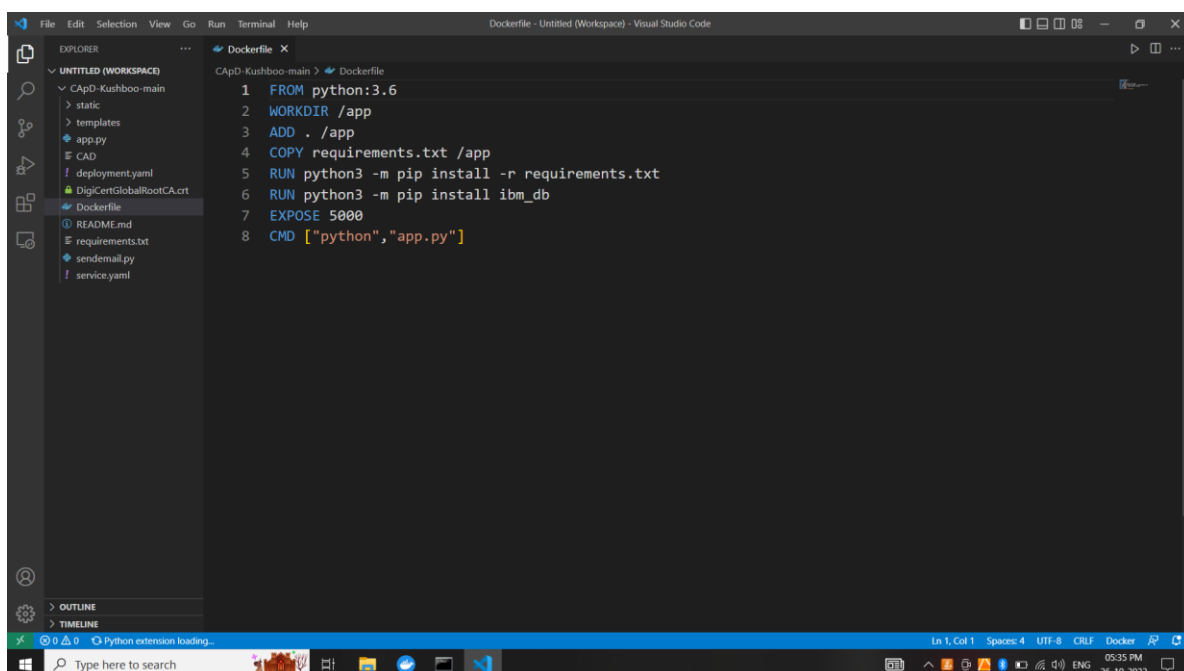 File Edit Selection View Go Run Terminal Help
Dockerfile - Untitled (Workspace) - Visual Studio Code
EXPLORER
Dockerfile
UNTITLED (WORKSPACE)
CApD-Kushboo-main
static
templates
app.py
CAD
deployment.yaml
DigiCertGlobalRootCA.crt
Dockerfile
README.md
requirements.txt
sendemail.py
service.yaml
OUTLINE
TIMELINE
CApD-Kushboo-main > Dockerfile
1 FROM python:3.6
2 WORKDIR /app
3 ADD . /app
4 COPY requirements.txt /app
5 RUN python3 -m pip install -r requirements.txt
6 RUN python3 -m pip install ibm_db
7 EXPOSE 5000
8 CMD ["python","app.py"]
0 0 Python extension loading...
Ln 1, Col 1 Spaces: 4 UTF-8 CRLF Docker
Type here to search
ENG
05:35 PM